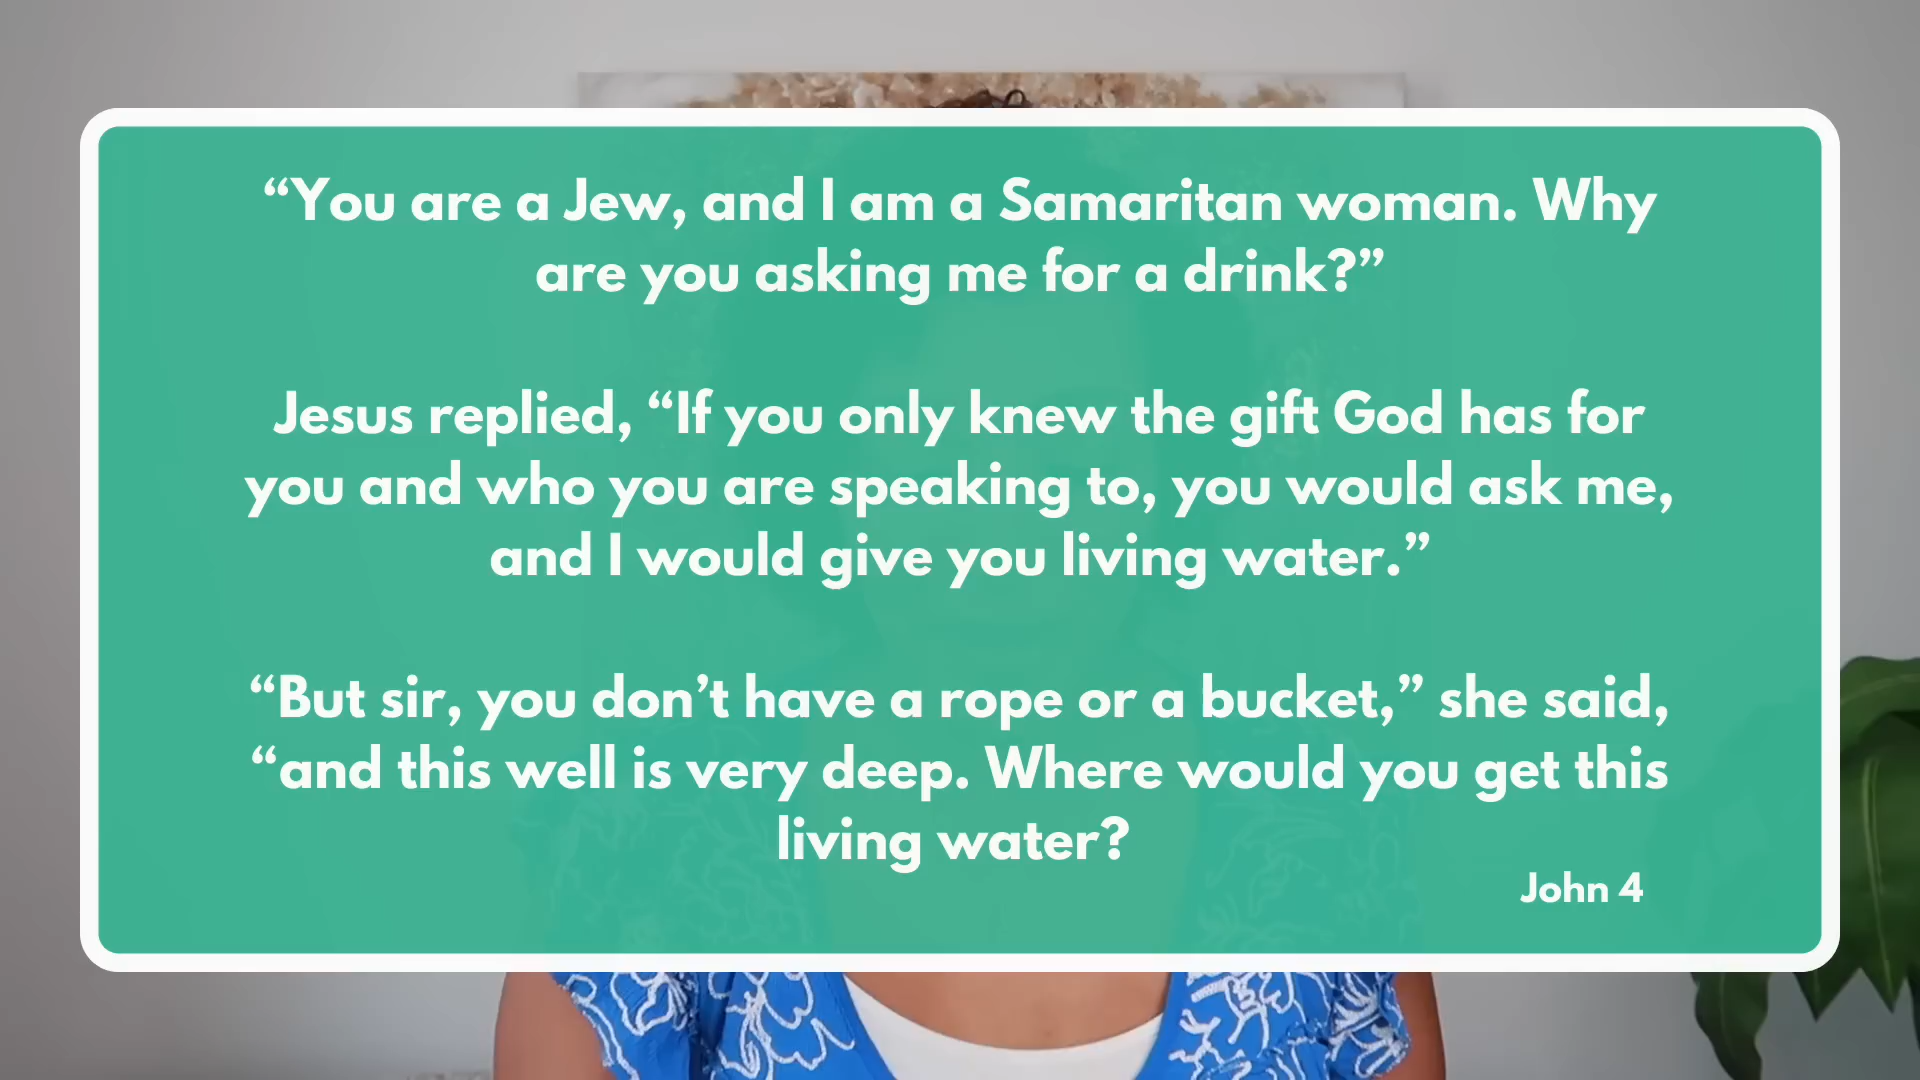 “You are a Jew, and I am a Samaritan woman. Why
are you asking me for a drink?”
Jesus replied, “If you only knew the gift God has for
you and who you are speaking to, you would ask me,
and I would give you living water.”
“But sir, you don’t have a rope or a bucket,” she said,
“and this well is very deep. Where would you get this
living water?
John 4